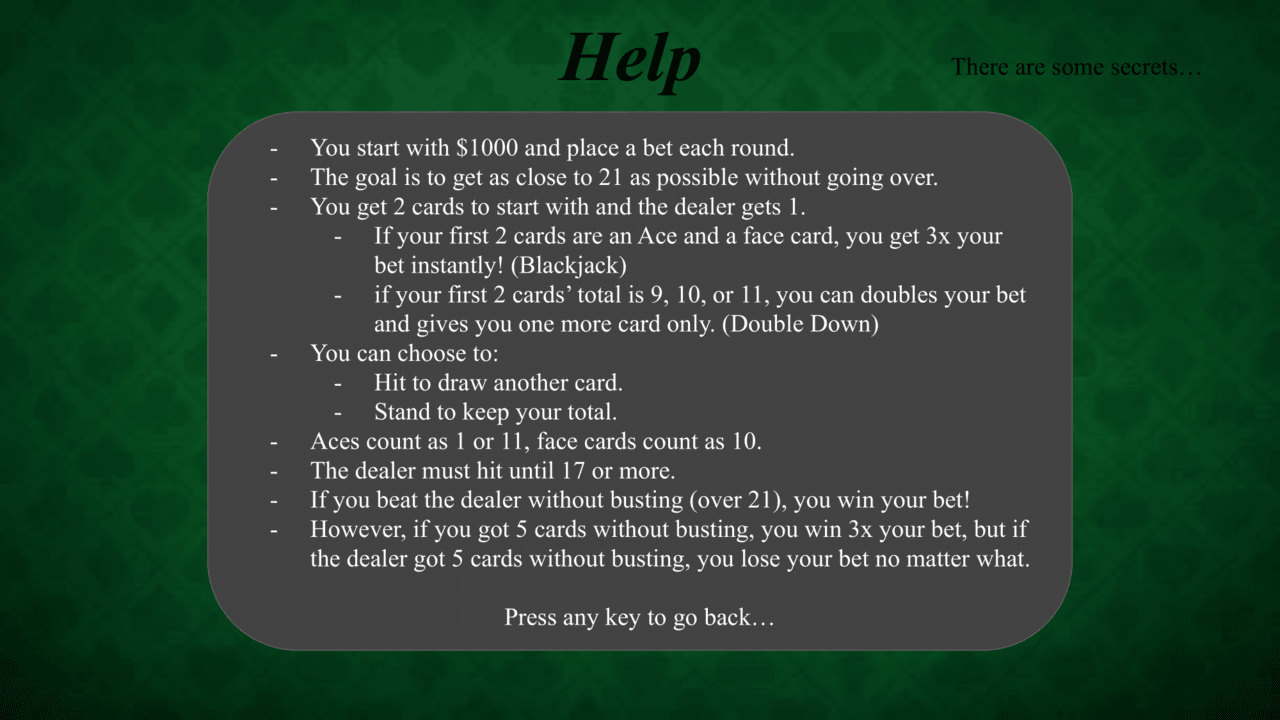 Help
There are some secrets…
- You start with $1000 and place a bet each round.
- The goal is to get as close to 21 as possible without going over.
- You get 2 cards to start with and the dealer gets 1.
- If your first 2 cards are an Ace and a face card, you get 3x your
bet instantly! (Blackjack)
- if your first 2 cards’ total is 9, 10, or 11, you can doubles your bet
and gives you one more card only. (Double Down)
- You can choose to:
- Hit to draw another card.
- Stand to keep your total.
- Aces count as 1 or 11, face cards count as 10.
- The dealer must hit until 17 or more.
- If you beat the dealer without busting (over 21), you win your bet!
- However, if you got 5 cards without busting, you win 3x your bet, but if
the dealer got 5 cards without busting, you lose your bet no matter what.
Press any key to go back…